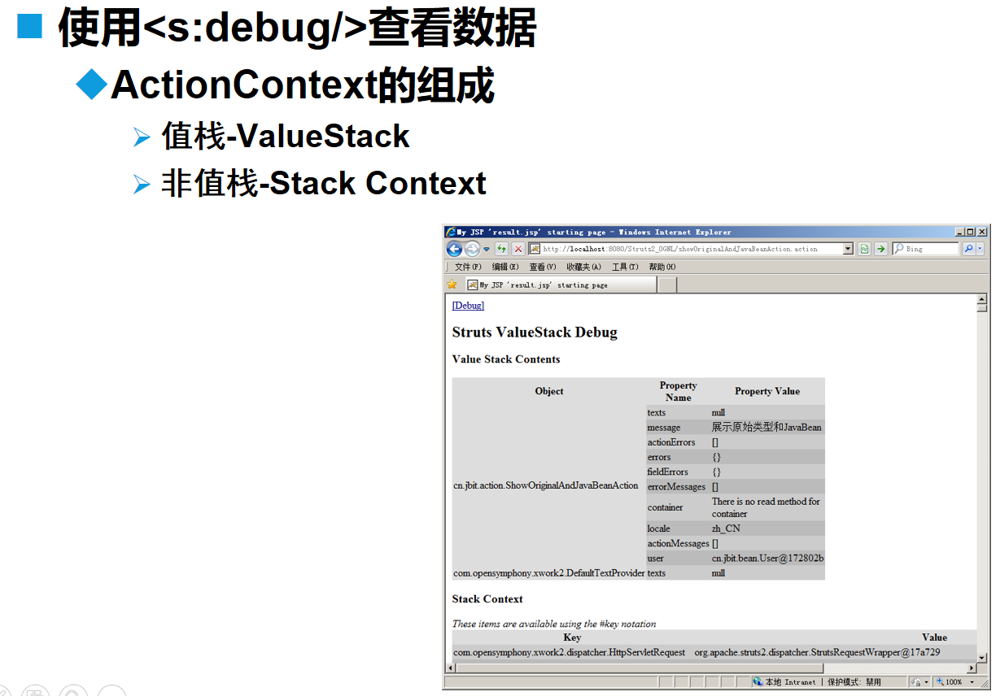 使用<s:debug/>查看数据
ActionContext的组成
值栈-ValueStack
非值栈-Stack Context
My JSP 'result.jsp' starting page - Windows Internet Explorer
http://localhost:8080/Struts2_OGNL/showOriginalAndJavaBeanAction.action
Bing
文件(F) 编辑(E) 查看(V) 收藏夹(A) 工具(T) 帮助(H)
My JSP 'result.jsp' starting page
[Debug]
Struts ValueStack Debug
Value Stack Contents
Object Property Name Property Value
cn.jbit.action.ShowOriginalAndJavaBeanAction
texts null
message 展示原始类型和JavaBean
actionErrors []
errors {}
fieldErrors {}
errorMessages []
container There is no read method for container
locale zh_CN
actionMessages []
user cn.jbit.bean.User@172802b
com.opensymphony.xwork2.DefaultTextProvider texts null
Stack Context
These items are available using the #key notation
Key Value
com.opensymphony.xwork2.dispatcher.HttpServletRequest org.apache.struts2.dispatcher.StrutsRequestWrapper@17a729
本地 Intranet | 保护模式: 禁用
100%